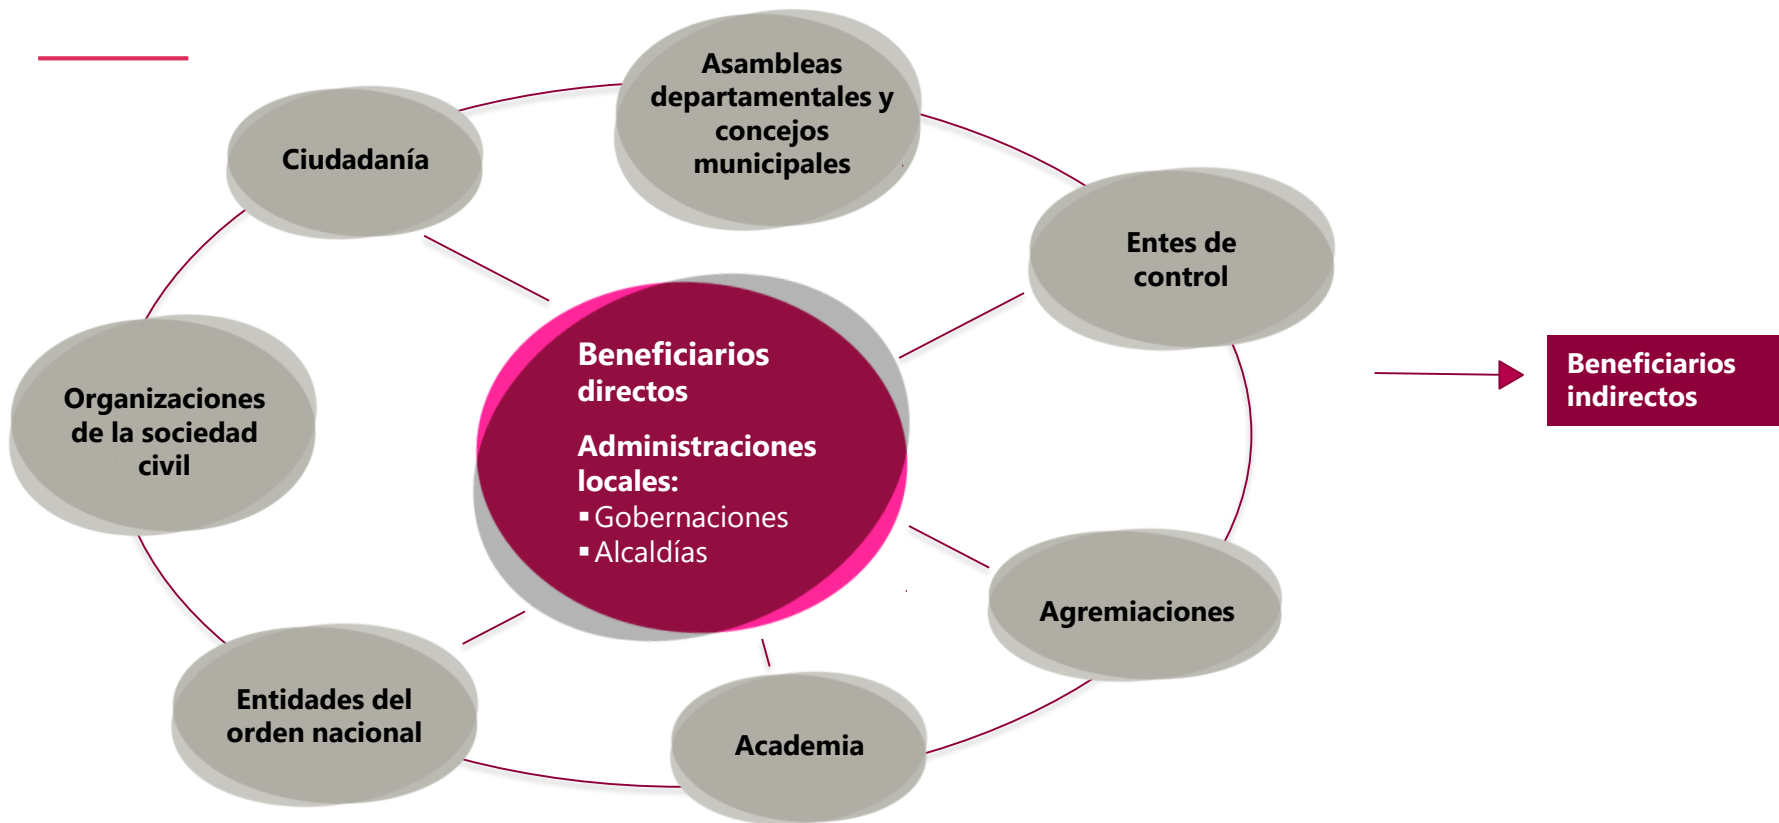 Asambleas
departamentales y
concejos
municipales
Ciudadanía
Entes de
control
Beneficiarios
directos
Administraciones
locales:
▪ Gobernaciones
▪ Alcaldías
Beneficiarios
indirectos
Organizaciones
de la sociedad
civil
Agremiaciones
Entidades del
orden nacional
Academia